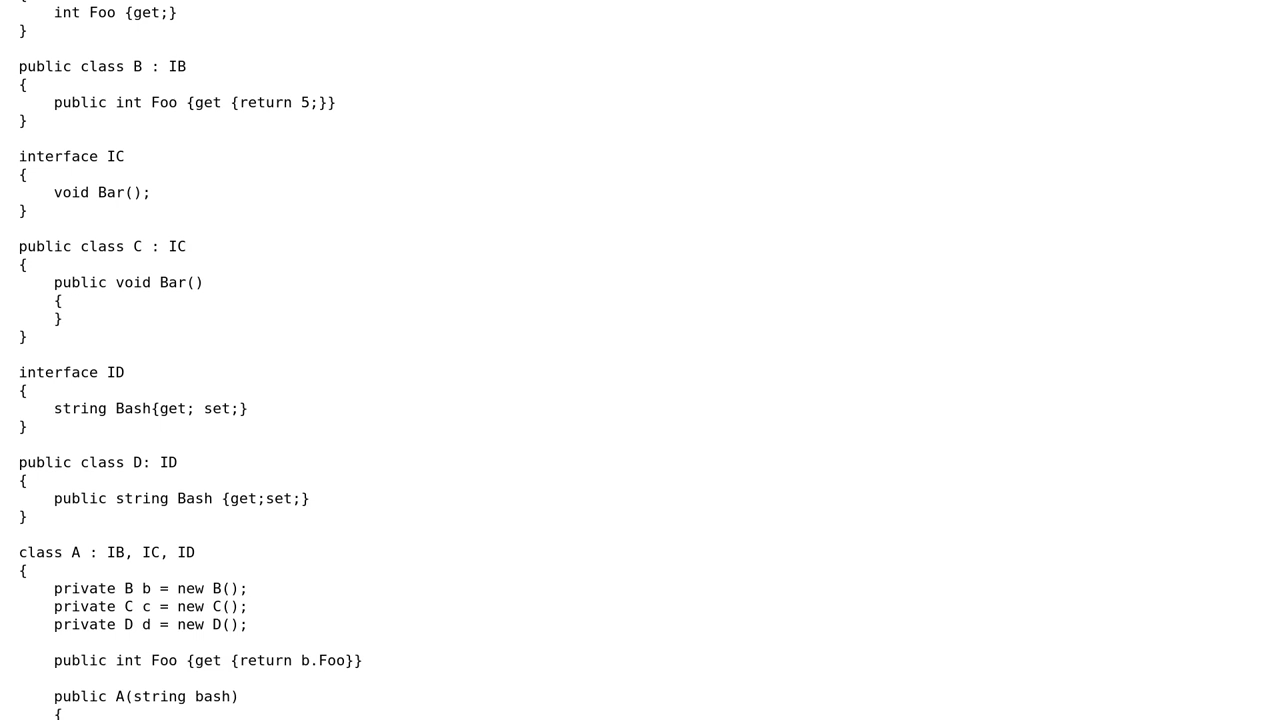 {
    int Foo {get;}
}

public class B : IB
{
    public int Foo {get {return 5;}}
}

interface IC
{
    void Bar();
}

public class C : IC
{
    public void Bar()
    {
    }
}

interface ID
{
    string Bash{get; set;}
}

public class D: ID
{
    public string Bash {get;set;}
}

class A : IB, IC, ID
{
    private B b = new B();
    private C c = new C();
    private D d = new D();

    public int Foo {get {return b.Foo}}

    public A(string bash)
    {